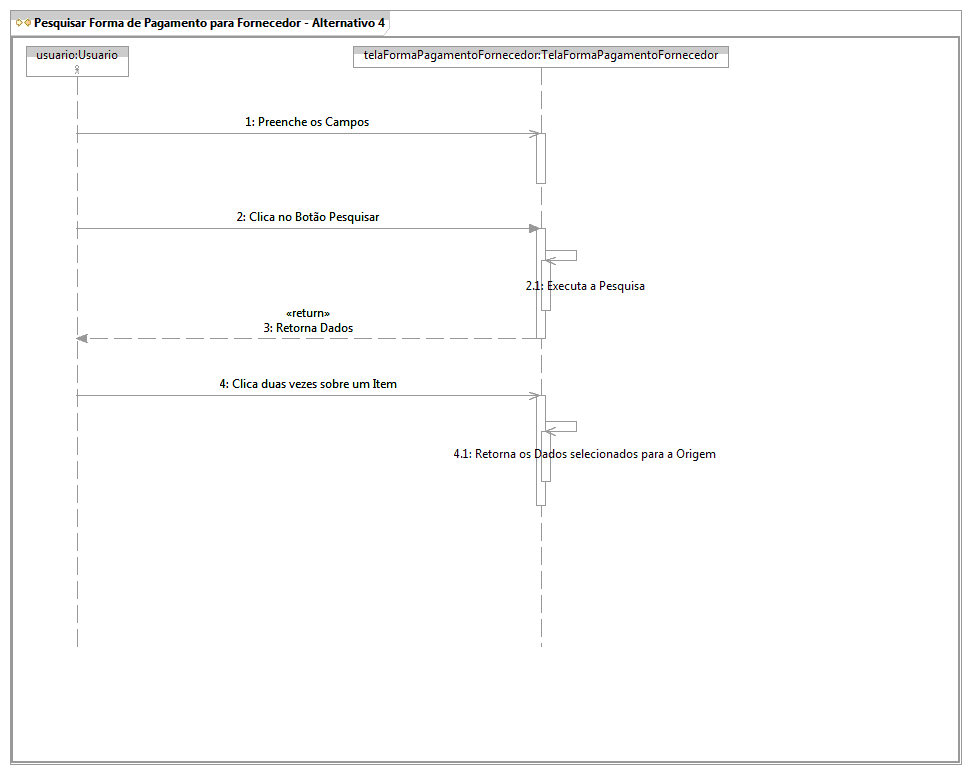 Pesquisar Forma de Pagamento para Fornecedor - Alternativo 4
usuario:Usuario
telaFormaPagamentoFornecedor:TelaFormaPagamentoFornecedor
1: Preenche os Campos
2: Clica no Botão Pesquisar
2.1: Executa a Pesquisa
«return»
3: Retorna Dados
4: Clica duas vezes sobre um Item
4.1: Retorna os Dados selecionados para a Origem